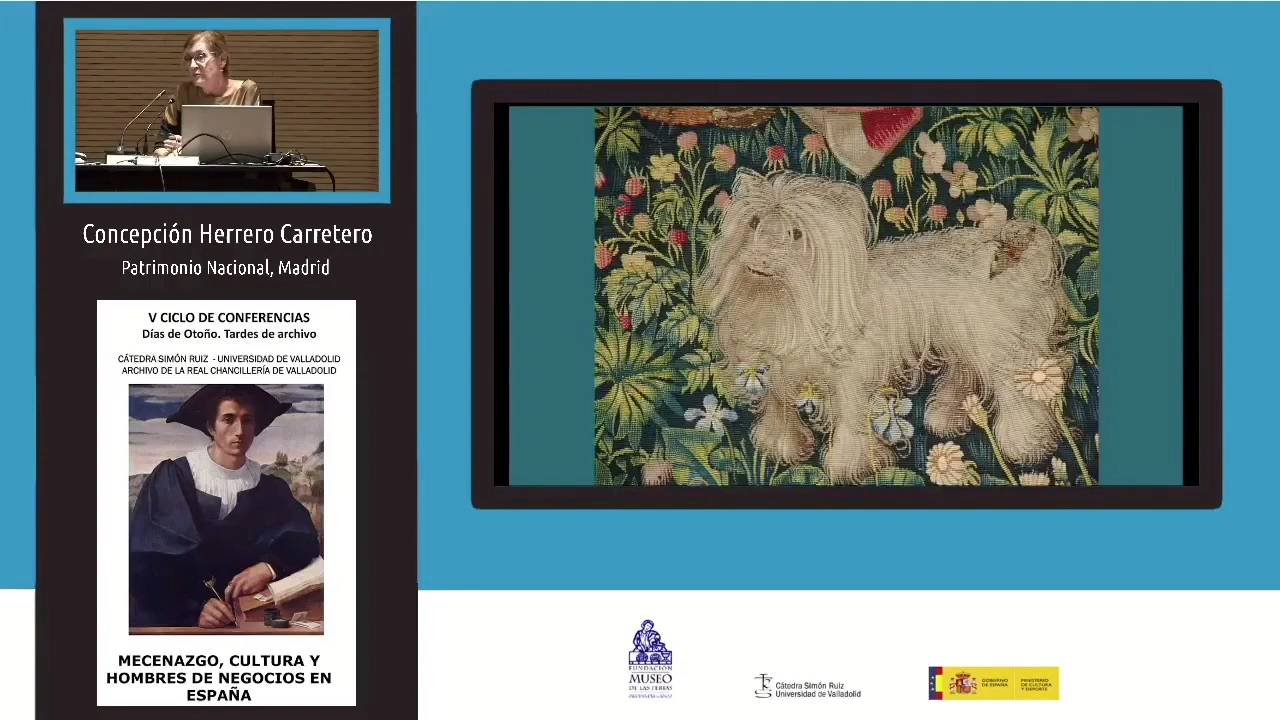 Concepción Herrero Carretero
Patrimonio Nacional, Madrid
V CICLO DE CONFERENCIAS
Días de Otoño. Tardes de archivo
CÁTEDRA SIMÓN RUIZ - UNIVERSIDAD DE VALLADOLID
ARCHIVO DE LA REAL CHANCILLERÍA DE VALLADOLID
MECENAZGO, CULTURA Y
HOMBRES DE NEGOCIOS EN
ESPAÑA
FUNDACIÓN
MUSEO
DE LAS FERIAS
Cátedra Simón Ruiz
Universidad de Valladolid
GOBIERNO
DE ESPAÑA
MINISTERIO
DE CULTURA
Y DEPORTE